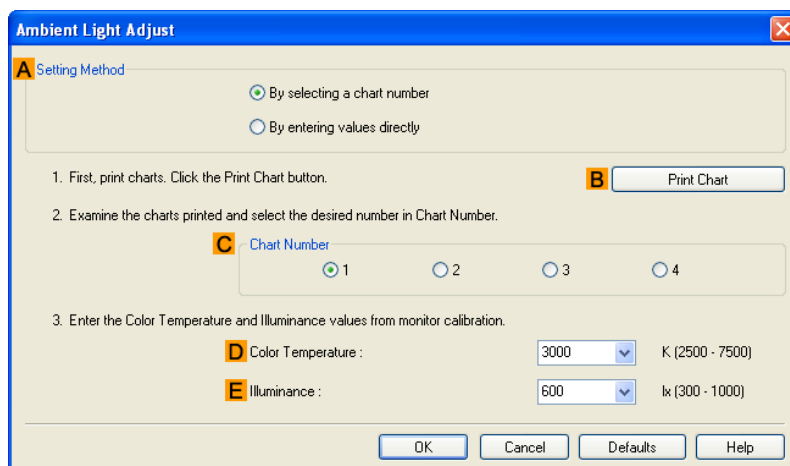 Ambient Light Adjust
A Setting Method
By selecting a chart number
By entering values directly
1. First, print charts. Click the Print Chart button. B Print Chart
2. Examine the charts printed and select the desired number in Chart Number.
C Chart Number
1 2 3 4
3. Enter the Color Temperature and Illuminance values from monitor calibration.
D Color Temperature : 3000 K (2500 - 7500)
E Illuminance : 600 lx (300 - 1000)
OK Cancel Defaults Help